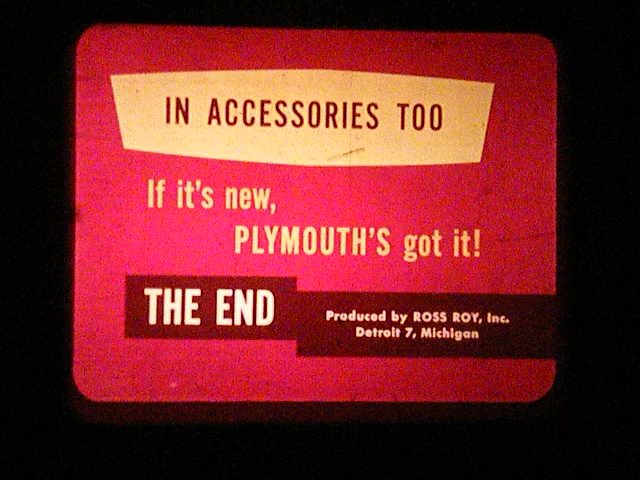 IN ACCESSORIES TOO
If it's new,
PLYMOUTH'S got it!
THE END
Produced by ROSS ROY, Inc.
Detroit 7, Michigan